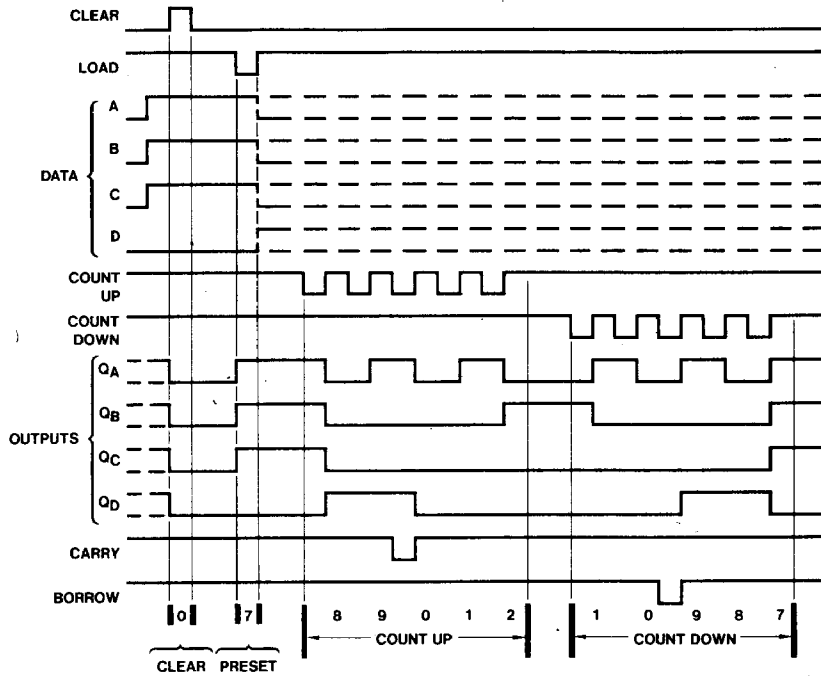 CLEAR
LOAD
A
B
DATA
C
D
COUNT
UP
COUNT
DOWN
QA
QB
OUTPUTS
QC
QD
CARRY
BORROW
0 7 8 9 0 1 2 1 0 9 8 7
COUNT UP COUNT DOWN
CLEAR PRESET